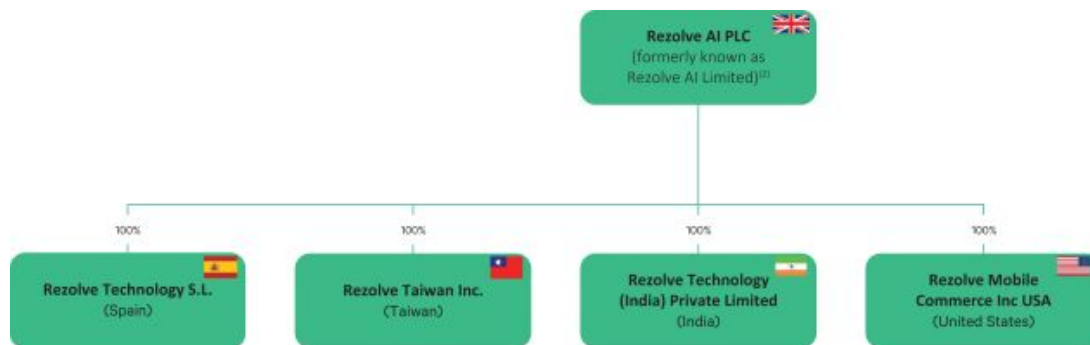 Rezolve AI PLC
(formerly known as
Rezolve AI Limited)⁽²⁾
100%
100%
100%
100%
Rezolve Technology S.L.
(Spain)
Rezolve Taiwan Inc.
(Taiwan)
Rezolve Technology
(India) Private Limited
(India)
Rezolve Mobile
Commerce Inc USA
(United States)